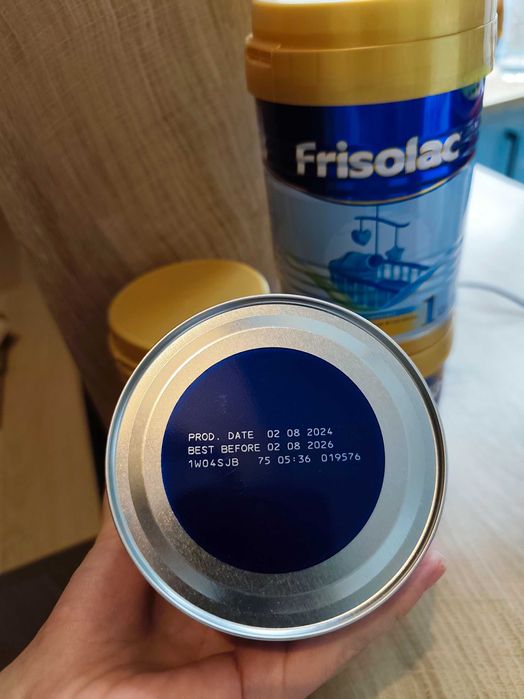 Frisolac
1
PROD. DATE 02 08 2024
BEST BEFORE 02 08 2026
1W04SJB 75 05:36 019576